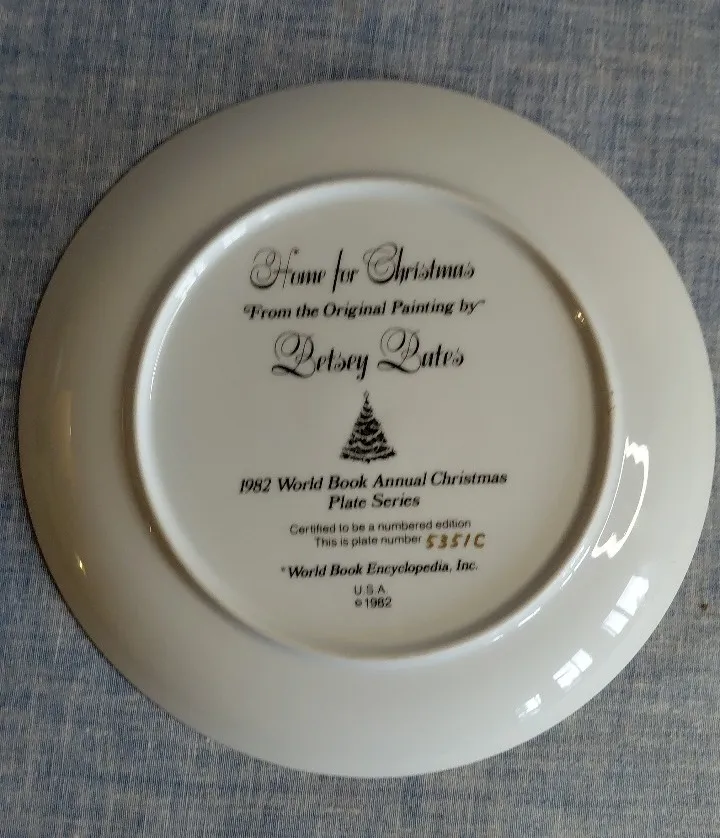 Home for Christmas
From the Original Painting by
Betsey Bates
1982 World Book Annual Christmas
Plate Series
Certified to be a numbered edition
This is plate number 5351C
*World Book Encyclopedia, Inc.
U.S.A.
©1982